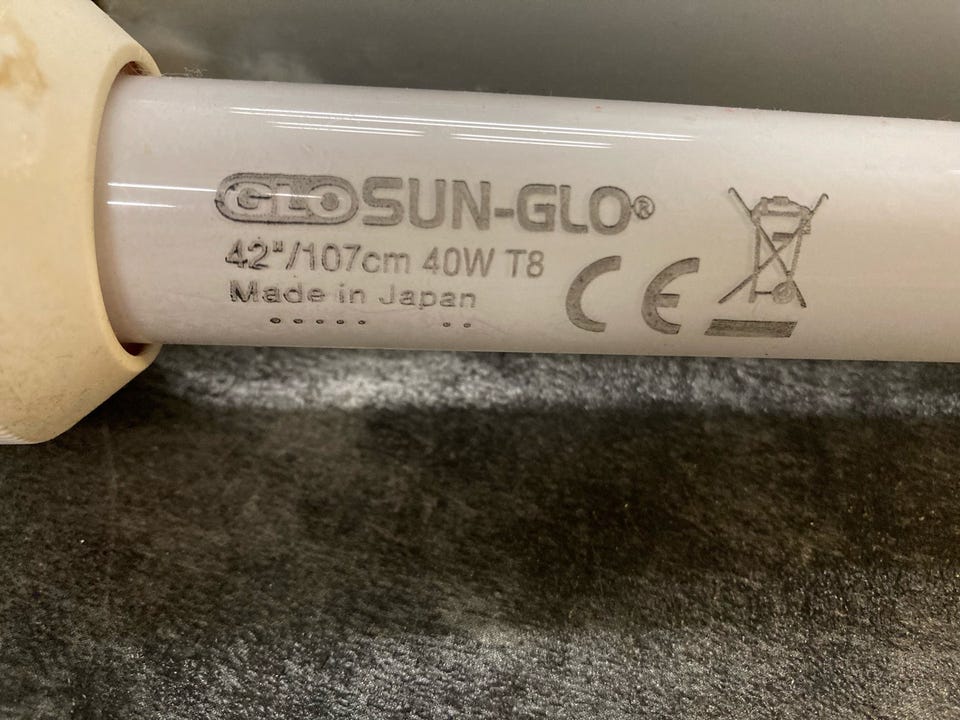 GLO SUN-GLO®
42"/107cm 40W T8
Made in Japan
CE